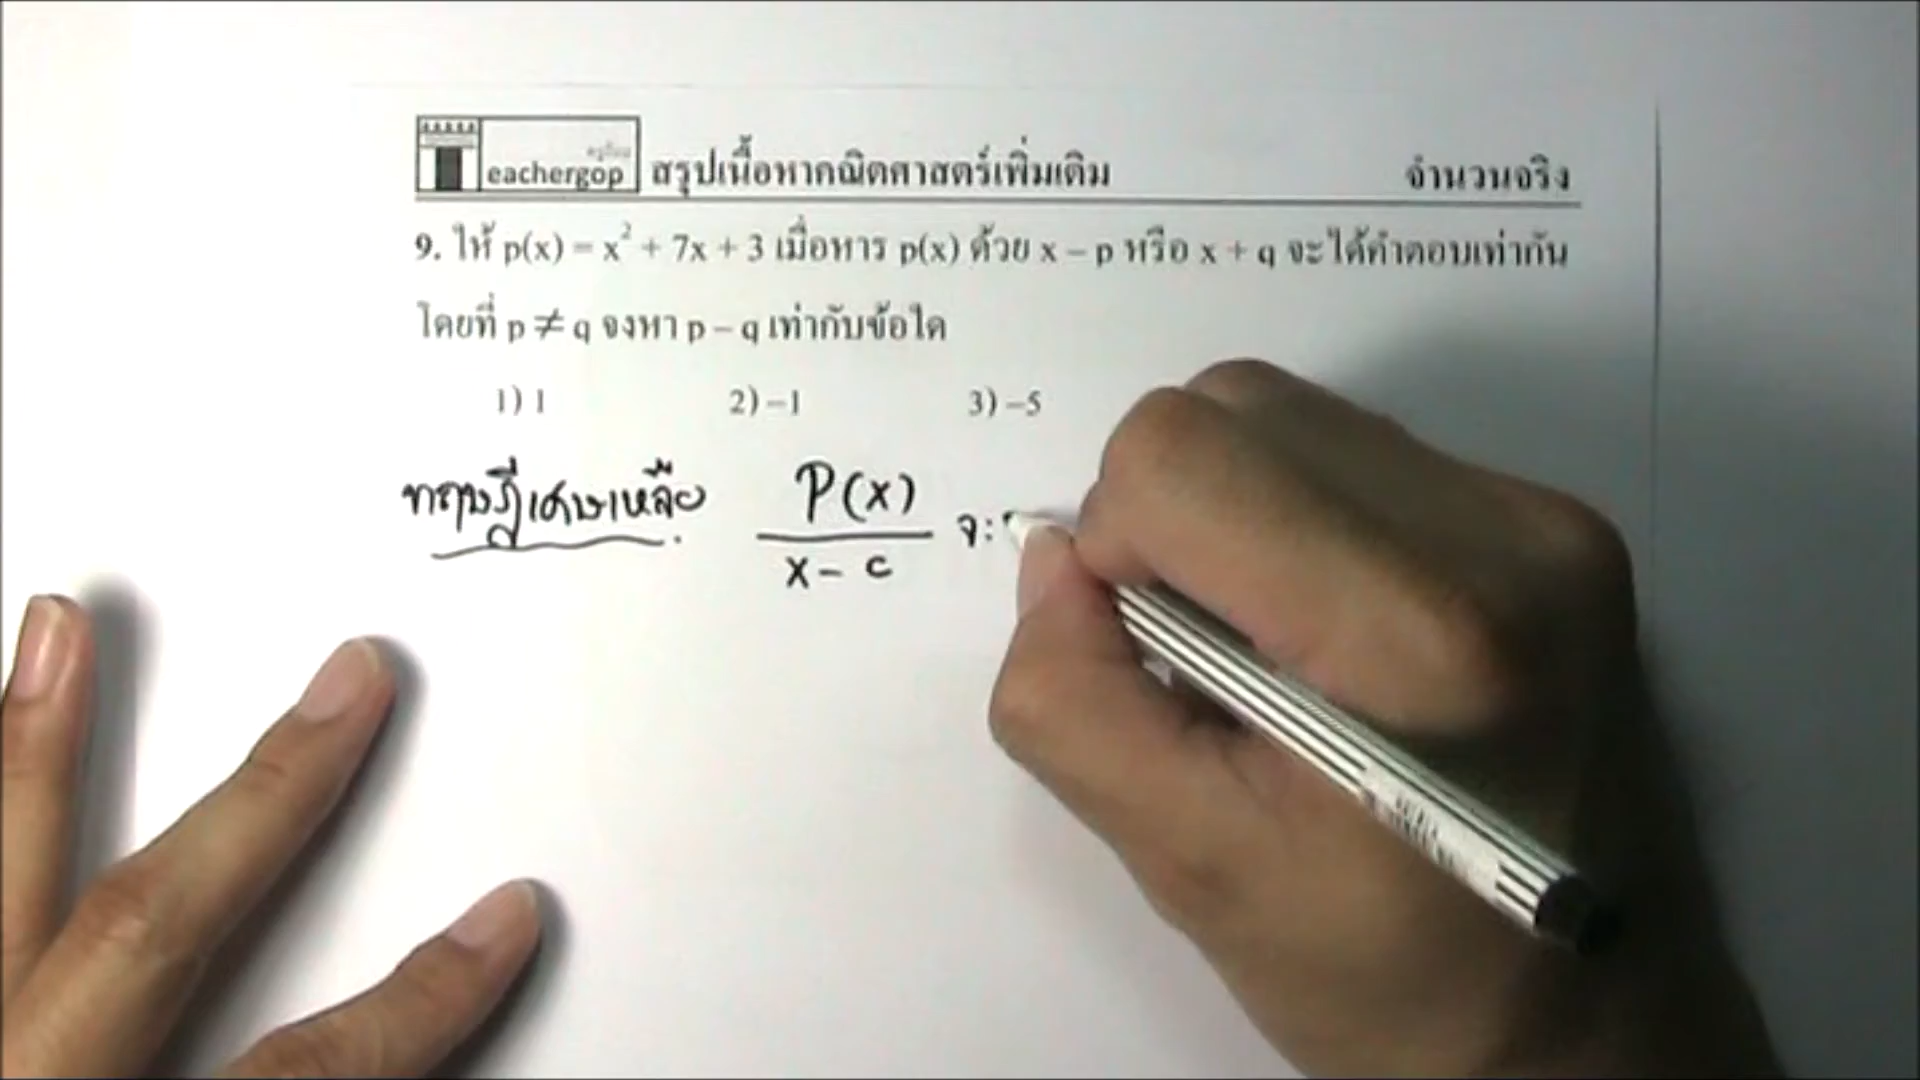 eachergop สรุปเนื้อหาคณิตศาสตร์เพิ่มเติม จำนวนจริง
9. ให้ p(x) = x² + 7x + 3 เมื่อหาร p(x) ด้วย x – p หรือ x + q จะได้คำตอบเท่ากัน
โดยที่ p ≠ q จงหา p – q เท่ากับข้อใด
1) 1 2) –1 3) –5
ทฤษฎีเศษเหลือ P(x) จะ
x – c